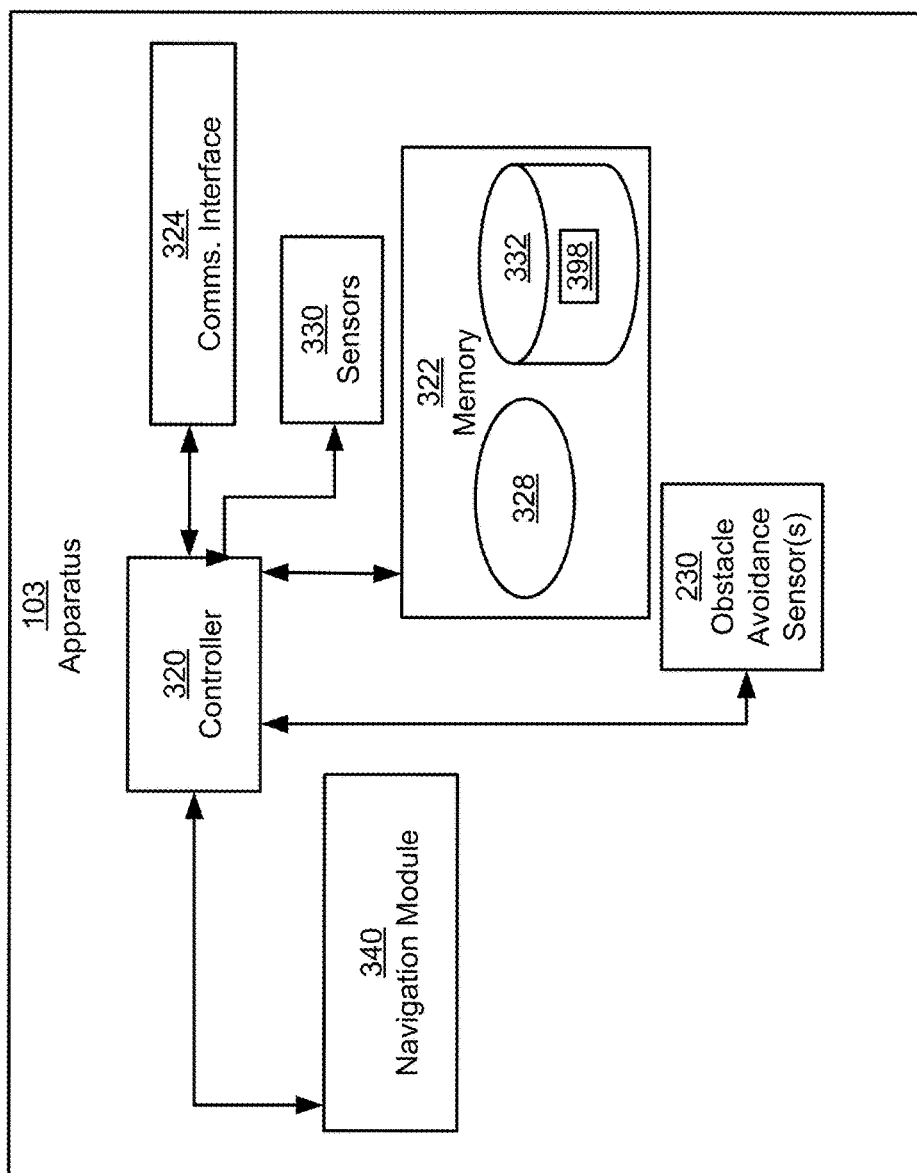 103
Apparatus
320
Controller
324
Comms. Interface
330
Sensors
340
Navigation Module
322
Memory
328
332
398
230
Obstacle
Avoidance
Sensor(s)